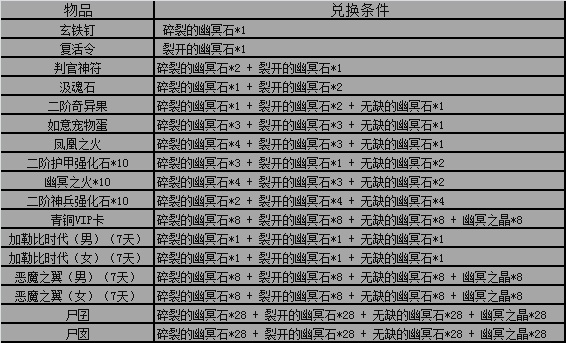 物品 兑换条件
玄铁钉 碎裂的幽冥石*1
复活令 裂开的幽冥石*1
判官神符 碎裂的幽冥石*2 + 裂开的幽冥石*1
汲魂石 碎裂的幽冥石*1 + 裂开的幽冥石*2
二阶奇异果 碎裂的幽冥石*1 + 裂开的幽冥石*2 + 无缺的幽冥石*1
如意宠物蛋 碎裂的幽冥石*3 + 裂开的幽冥石*3 + 无缺的幽冥石*1
凤凰之火 碎裂的幽冥石*4 + 裂开的幽冥石*3 + 无缺的幽冥石*1
二阶护甲强化石*10 碎裂的幽冥石*3 + 裂开的幽冥石*1 + 无缺的幽冥石*2
幽冥之火*10 碎裂的幽冥石*4 + 裂开的幽冥石*3 + 无缺的幽冥石*2
二阶神兵强化石*10 碎裂的幽冥石*2 + 裂开的幽冥石*4 + 无缺的幽冥石*4
青铜VIP卡 碎裂的幽冥石*8 + 裂开的幽冥石*8 + 无缺的幽冥石*8 + 幽冥之晶*8
加勒比时代（男）（7天） 碎裂的幽冥石*1 + 裂开的幽冥石*1 + 无缺的幽冥石*1
加勒比时代（女）（7天） 碎裂的幽冥石*1 + 裂开的幽冥石*1 + 无缺的幽冥石*1
恶魔之翼（男）（7天） 碎裂的幽冥石*8 + 裂开的幽冥石*8 + 无缺的幽冥石*8 + 幽冥之晶*8
恶魔之翼（女）（7天） 碎裂的幽冥石*8 + 裂开的幽冥石*8 + 无缺的幽冥石*8 + 幽冥之晶*8
尸 碎裂的幽冥石*28 + 裂开的幽冥石*28 + 无缺的幽冥石*28 + 幽冥之晶*28
尸 碎裂的幽冥石*28 + 裂开的幽冥石*28 + 无缺的幽冥石*28 + 幽冥之晶*28